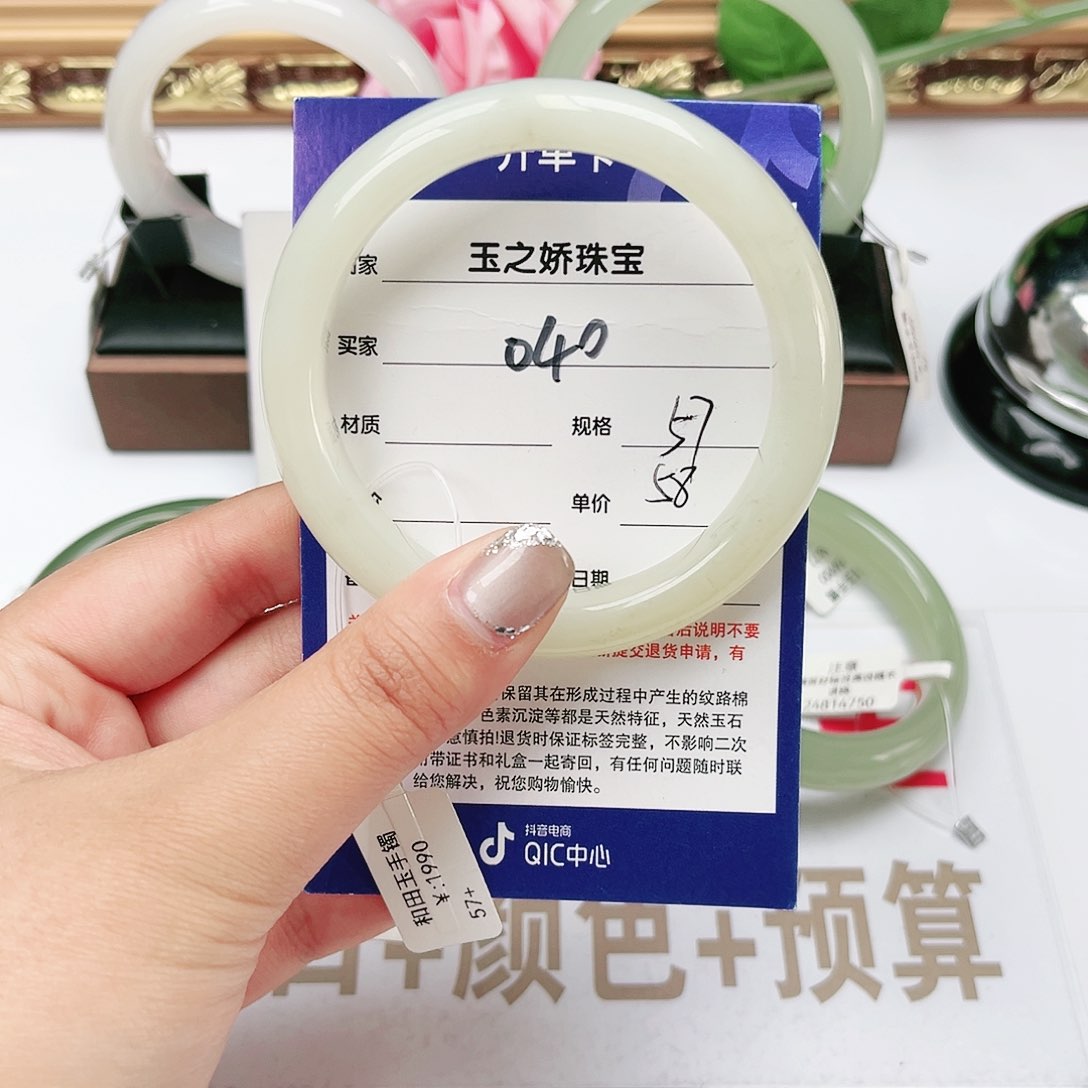 开单卡
家
玉之娇珠宝
买家
040
材质
规格
57
58
单价
日期
后说明不要
提交退货申请，有
保留其在形成过程中产生的纹路棉
色素沉淀等都是天然特征，天然玉石
慎拍!退货时保证标签完整，不影响二次
带证书和礼盒一起寄回，有任何问题随时联
给您解决，祝您购物愉快。
抖音电商
QIC中心
和田玉手镯
¥:1990
57+
24814750
+颜色+预算